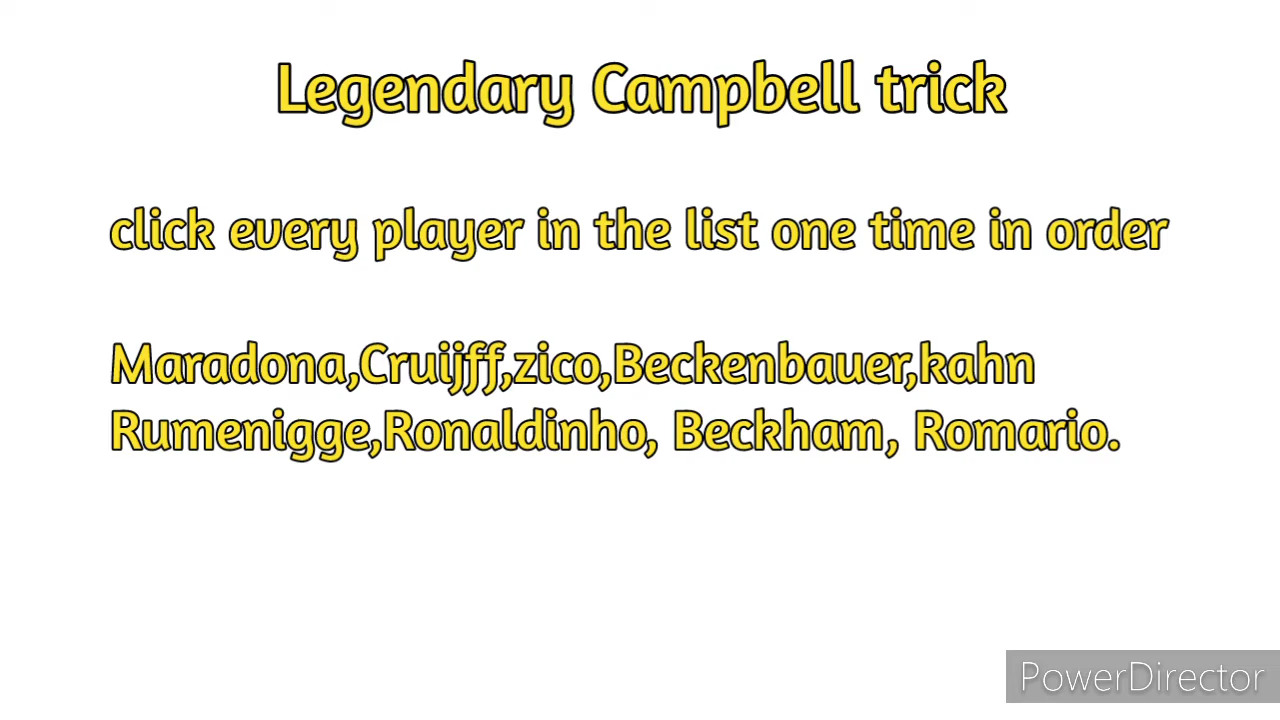 Legendary Campbell trick
click every player in the list one time in order
Maradona,Cruijff,zico,Beckenbauer,kahn
Rumenigge,Ronaldinho, Beckham, Romario.
PowerDirector